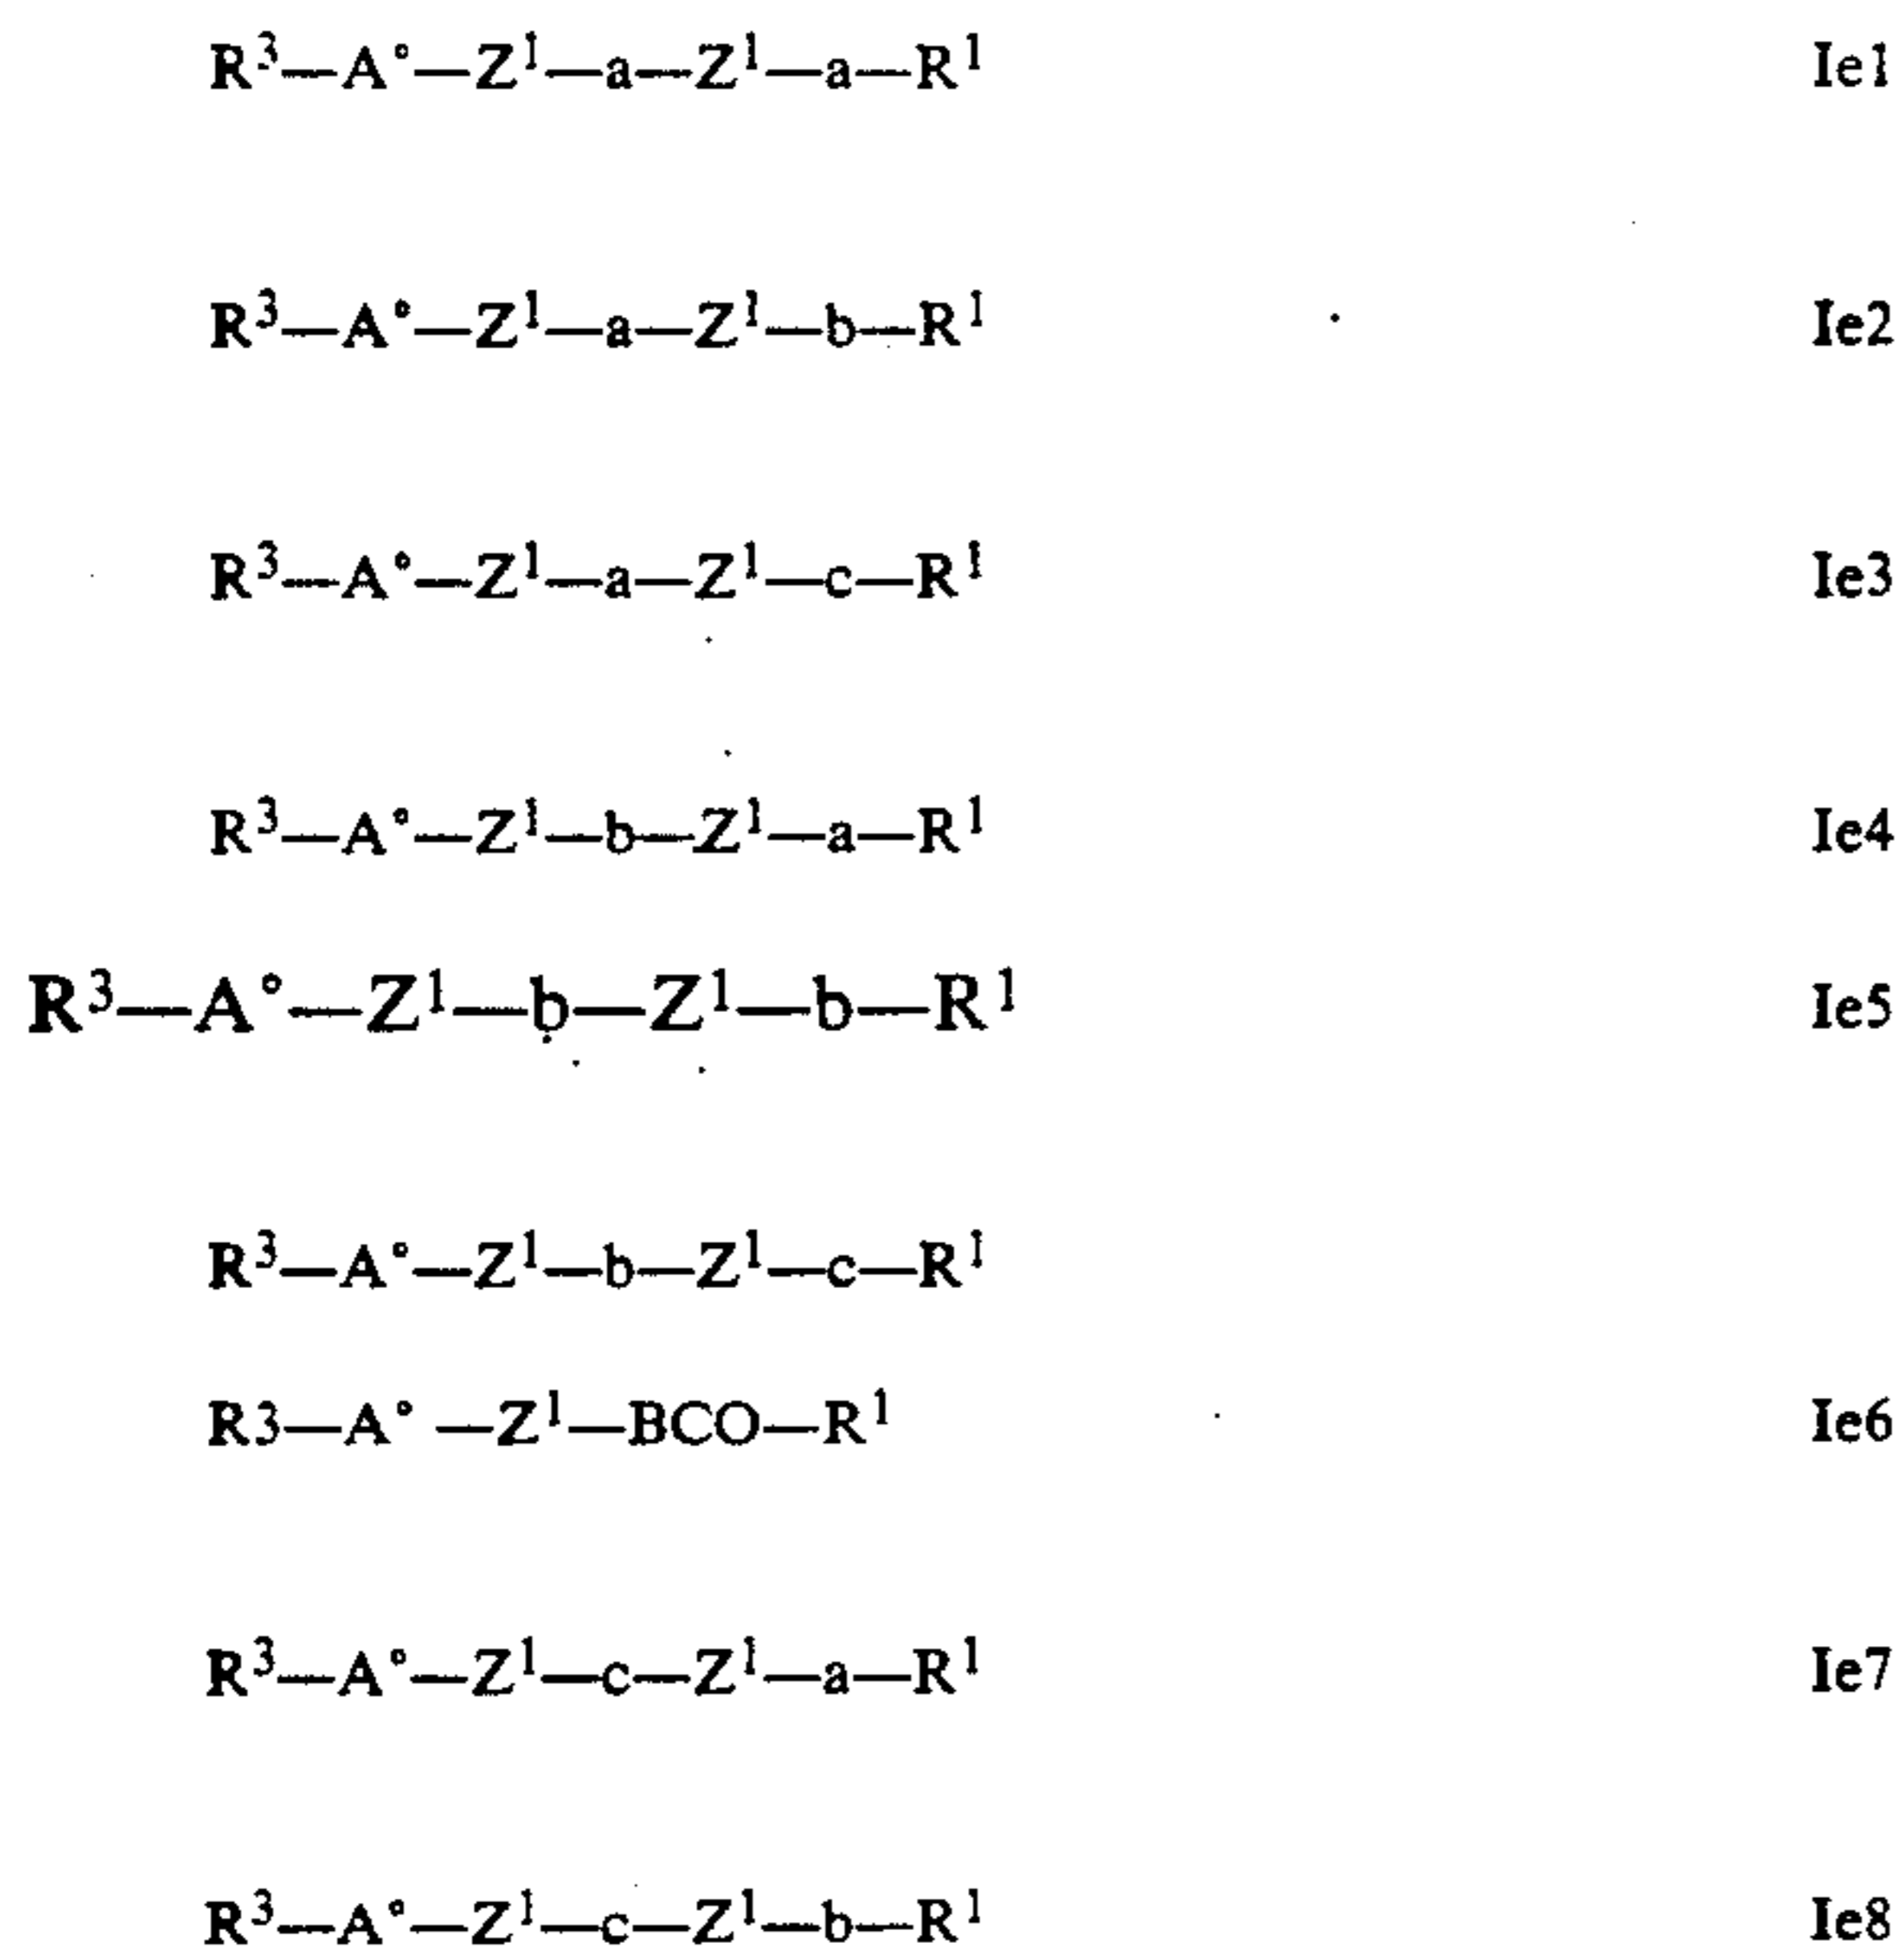 R³—A°—Z¹—a—Z¹—a—R¹ Ie1
R³—A°—Z¹—a—Z¹—b—R¹ Ie2
R³—A°—Z¹—a—Z¹—c—R¹ Ie3
R³—A°—Z¹—b—Z¹—a—R¹ Ie4
R³—A°—Z¹—b—Z¹—b—R¹ Ie5
R³—A°—Z¹—b—Z¹—c—R¹
R3—A° —Z¹—BCO—R¹ Ie6
R³—A°—Z¹—c—Z¹—a—R¹ Ie7
R³—A°—Z¹—c—Z¹—b—R¹ Ie8